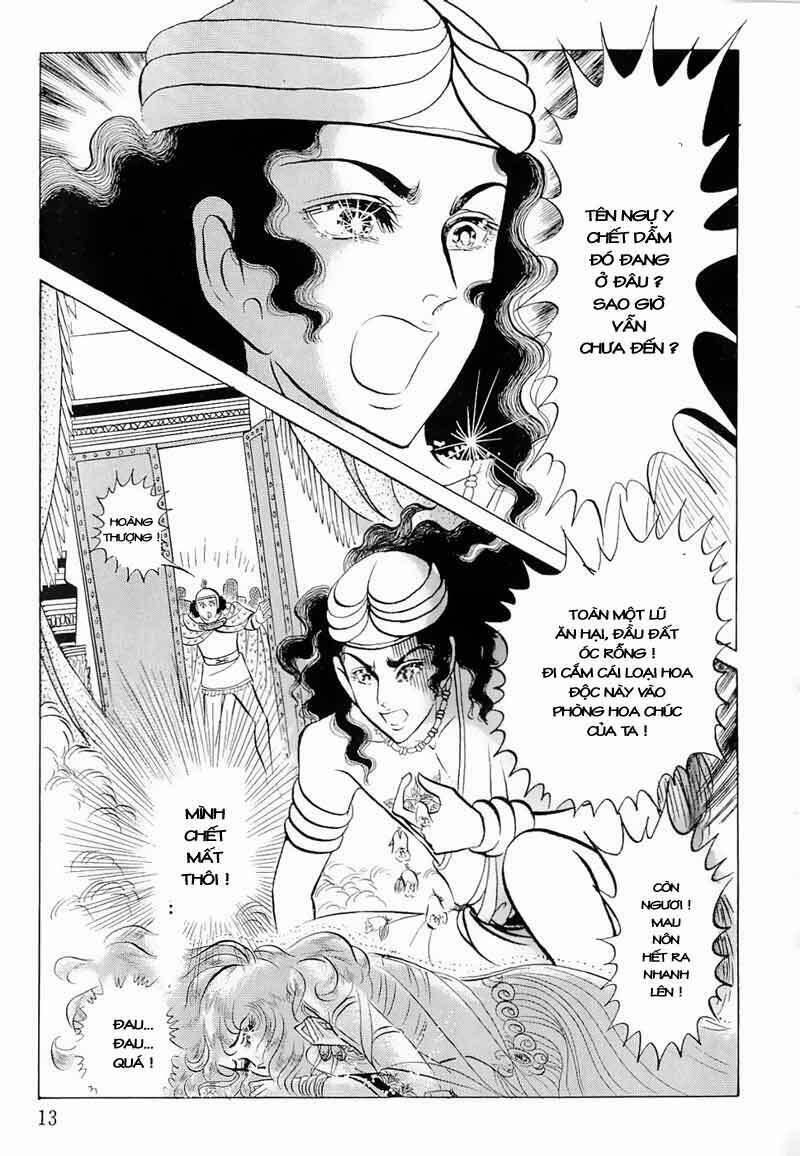 TÊN NGỰ Y
CHẾT DẪM
ĐÓ ĐANG
Ở ĐÂU ?
SAO GIỜ
VẪN
CHƯA ĐẾN ?
HOÀNG
THƯỢNG !
TOÀN MỘT LŨ
ĂN HẠI, ĐẦU ĐẤT
ÓC RỖNG !
ĐI CẮM CÁI LOẠI HOA
ĐỘC NÀY VÀO
PHÒNG HOA CHÚC
CỦA TA !
MÌNH
CHẾT
MẤT
THÔI !
CÒN
NGƯƠI !
MAU
NÔN
HẾT RA
NHANH
LÊN !
ĐAU...
ĐAU...
QUÁ !
13